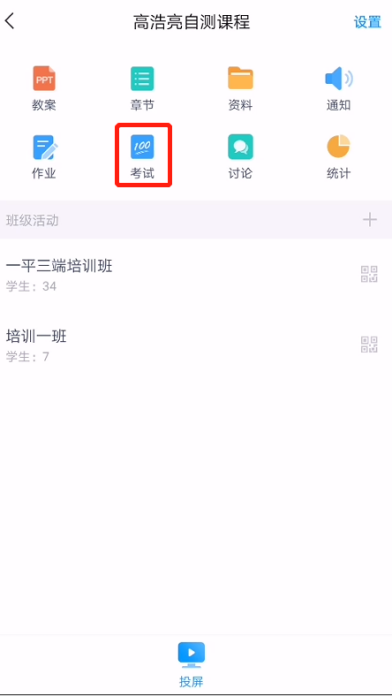 高浩亮自测课程
设置
PPT
教案
章节
资料
通知
100
作业
考试
讨论
统计
班级活动
一平三端培训班
学生：34
培训一班
学生：7
投屏